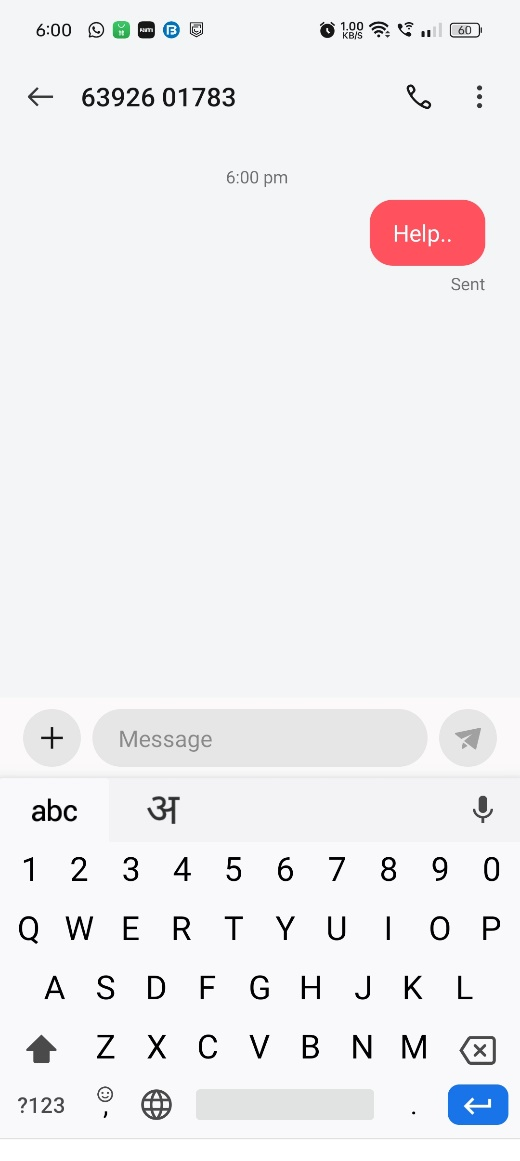 6:00 1.00 KB/S 60
63926 01783
6:00 pm
Help..
Sent
Message
abc अ
1 2 3 4 5 6 7 8 9 0
Q W E R T Y U I O P
A S D F G H J K L
Z X C V B N M
?123 , .